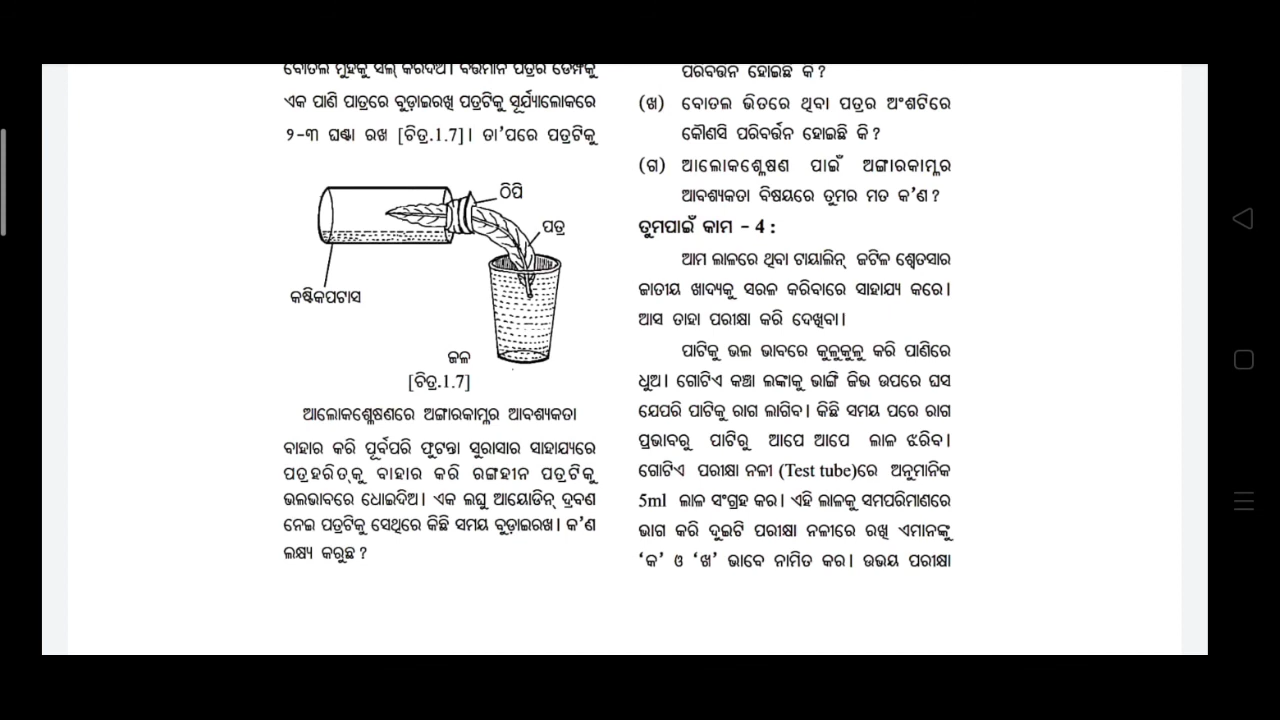 ବୋତଲ ମୁହଁକୁ ସିଲ୍ କରିଦିଅ। ବର୍ତ୍ତମାନ ପତ୍ରର ଡେମ୍ଫକୁ
ଏକ ପାଣି ପାତ୍ରରେ ବୁଡ଼ାଇରଖି ପତ୍ରଟିକୁ ସୂର୍ଯ୍ୟାଲୋକରେ
୨-୩ ଘଣ୍ଟା ରଖ [ଚିତ୍ର.1.7]। ତା'ପରେ ପତ୍ରଟିକୁ
ଠିପି
ପତ୍ର
କଷ୍ଟିକପଟାସ
ଜଳ
[ଚିତ୍ର.1.7]
ଆଲୋକଶ୍ଳେଷଣରେ ଅଙ୍ଗାରକାମ୍ଳର ଆବଶ୍ୟକତା
ବାହାର କରି ପୂର୍ବପରି ଫୁଟନ୍ତା ସୁରାସାର ସାହାଯ୍ୟରେ
ପତ୍ରହରିତ୍‌କୁ ବାହାର କରି ରଙ୍ଗହୀନ ପତ୍ରଟିକୁ
ଭଲଭାବରେ ଧୋଇଦିଅ। ଏକ ଲଘୁ ଆୟୋଡିନ୍ ଦ୍ରବଣ
ନେଇ ପତ୍ରଟିକୁ ସେଥିରେ କିଛି ସମୟ ବୁଡ଼ାଇରଖ। କ'ଣ
ଲକ୍ଷ୍ୟ କରୁଛ ?
ପରିବର୍ତ୍ତନ ହୋଇଛି କି ?
(ଖ) ବୋତଲ ଭିତରେ ଥିବା ପତ୍ରର ଅଂଶଟିରେ
କୌଣସି ପରିବର୍ତ୍ତନ ହୋଇଛି କି ?
(ଗ) ଆଲୋକଶ୍ଳେଷଣ ପାଇଁ ଅଙ୍ଗାରକାମ୍ଳର
ଆବଶ୍ୟକତା ବିଷୟରେ ତୁମର ମତ କ'ଣ ?
ତୁମପାଇଁ କାମ - 4 :
ଆମ ଲାଳରେ ଥିବା ଟାୟାଲିନ୍ ଜଟିଳ ଶ୍ଵେତସାର
ଜାତୀୟ ଖାଦ୍ୟକୁ ସରଳ କରିବାରେ ସାହାଯ୍ୟ କରେ।
ଆସ ତାହା ପରୀକ୍ଷା କରି ଦେଖିବା।
ପାଟିକୁ ଭଲ ଭାବରେ କୁଳୁକୁଳୁ କରି ପାଣିରେ
ଧୁଅ। ଗୋଟିଏ କଞ୍ଚା ଲଙ୍କାକୁ ଭାଙ୍ଗି ଜିଭ ଉପରେ ଘସ
ଯେପରି ପାଟିକୁ ରାଗ ଲାଗିବ। କିଛି ସମୟ ପରେ ରାଗ
ପ୍ରଭାବରୁ ପାଟିରୁ ଆପେ ଆପେ ଲାଳ ଝରିବ।
ଗୋଟିଏ ପରୀକ୍ଷା ନଳୀ (Test tube)ରେ ଅନୁମାନିକ
5ml ଲାଳ ସଂଗ୍ରହ କର। ଏହି ଲାଳକୁ ସମପରିମାଣରେ
ଭାଗ କରି ଦୁଇଟି ପରୀକ୍ଷା ନଳୀରେ ରଖି ଏମାନଙ୍କୁ
‘କ’ ଓ ‘ଖ’ ଭାବେ ନାମିତ କର। ଉଭୟ ପରୀକ୍ଷା